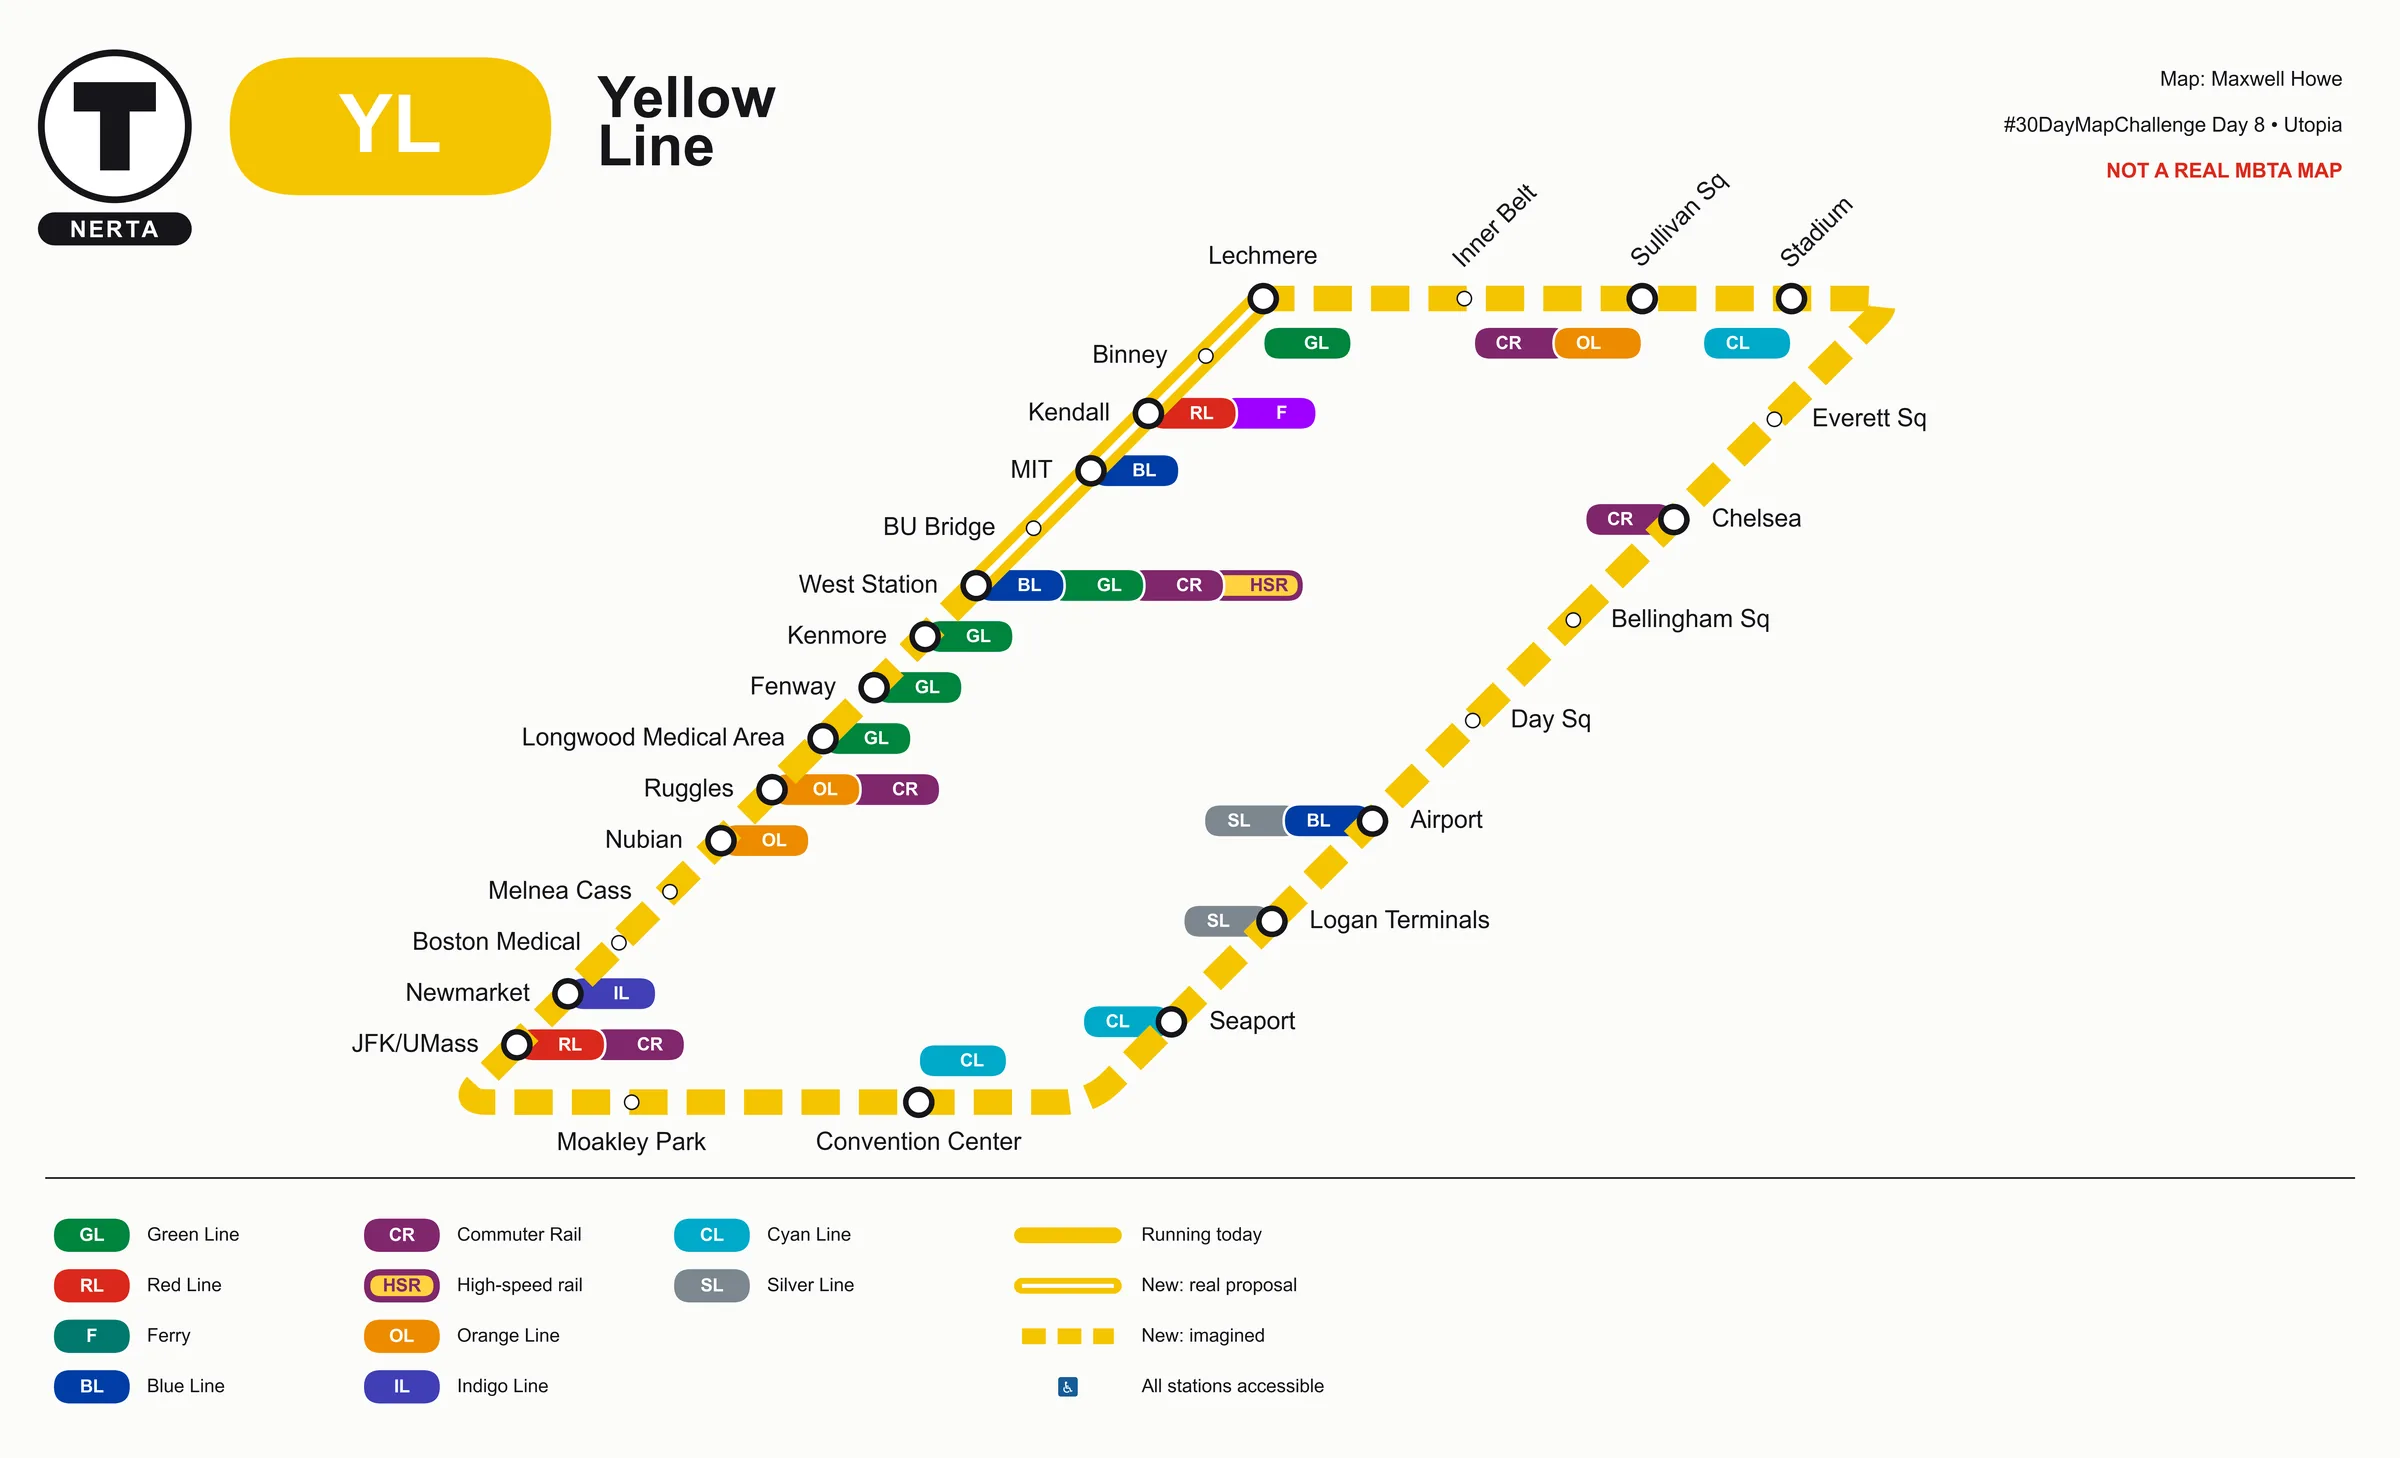 T
NERTA
YL
Yellow
Line
Map: Maxwell Howe
#30DayMapChallenge Day 8 • Utopia
NOT A REAL MBTA MAP
Inner Belt
Sullivan Sq
Stadium
Lechmere
GL
CR OL
CL
Binney
Kendall
RL F
Everett Sq
MIT
BL
BU Bridge
CR
Chelsea
West Station
BL GL CR HSR
Bellingham Sq
Kenmore
GL
Fenway
GL
Day Sq
Longwood Medical Area
GL
Ruggles
OL CR
SL BL
Airport
Nubian
OL
Melnea Cass
SL
Logan Terminals
Boston Medical
Newmarket
IL
CL
Seaport
JFK/UMass
RL CR
CL
Moakley Park
Convention Center
GL Green Line
RL Red Line
F Ferry
BL Blue Line
CR Commuter Rail
HSR High-speed rail
OL Orange Line
IL Indigo Line
CL Cyan Line
SL Silver Line
Running today
New: real proposal
New: imagined
All stations accessible